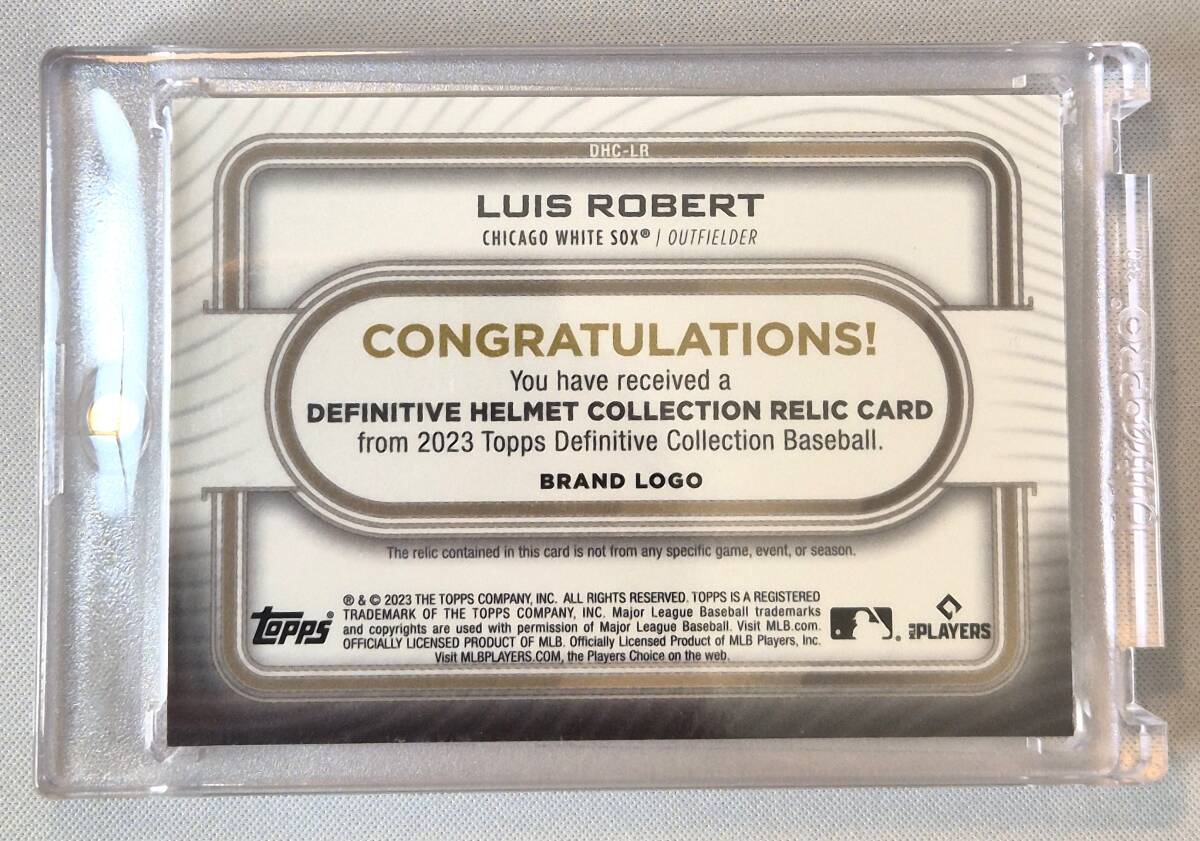 DHC-LR
LUIS ROBERT
CHICAGO WHITE SOX® | OUTFIELDER
CONGRATULATIONS!
You have received a
DEFINITIVE HELMET COLLECTION RELIC CARD
from 2023 Topps Definitive Collection Baseball.
BRAND LOGO
The relic contained in this card is not from any specific game, event, or season.
topps®
® & © 2023 THE TOPPS COMPANY, INC. ALL RIGHTS RESERVED. TOPPS IS A REGISTERED
TRADEMARK OF THE TOPPS COMPANY, INC. Major League Baseball trademarks
and copyrights are used with permission of Major League Baseball. Visit MLB.com.
OFFICIALLY LICENSED PRODUCT OF MLB. Officially Licensed Product of MLB Players, Inc.
Visit MLBPLAYERS.COM, the Players Choice on the web.
MLB PLAYERS